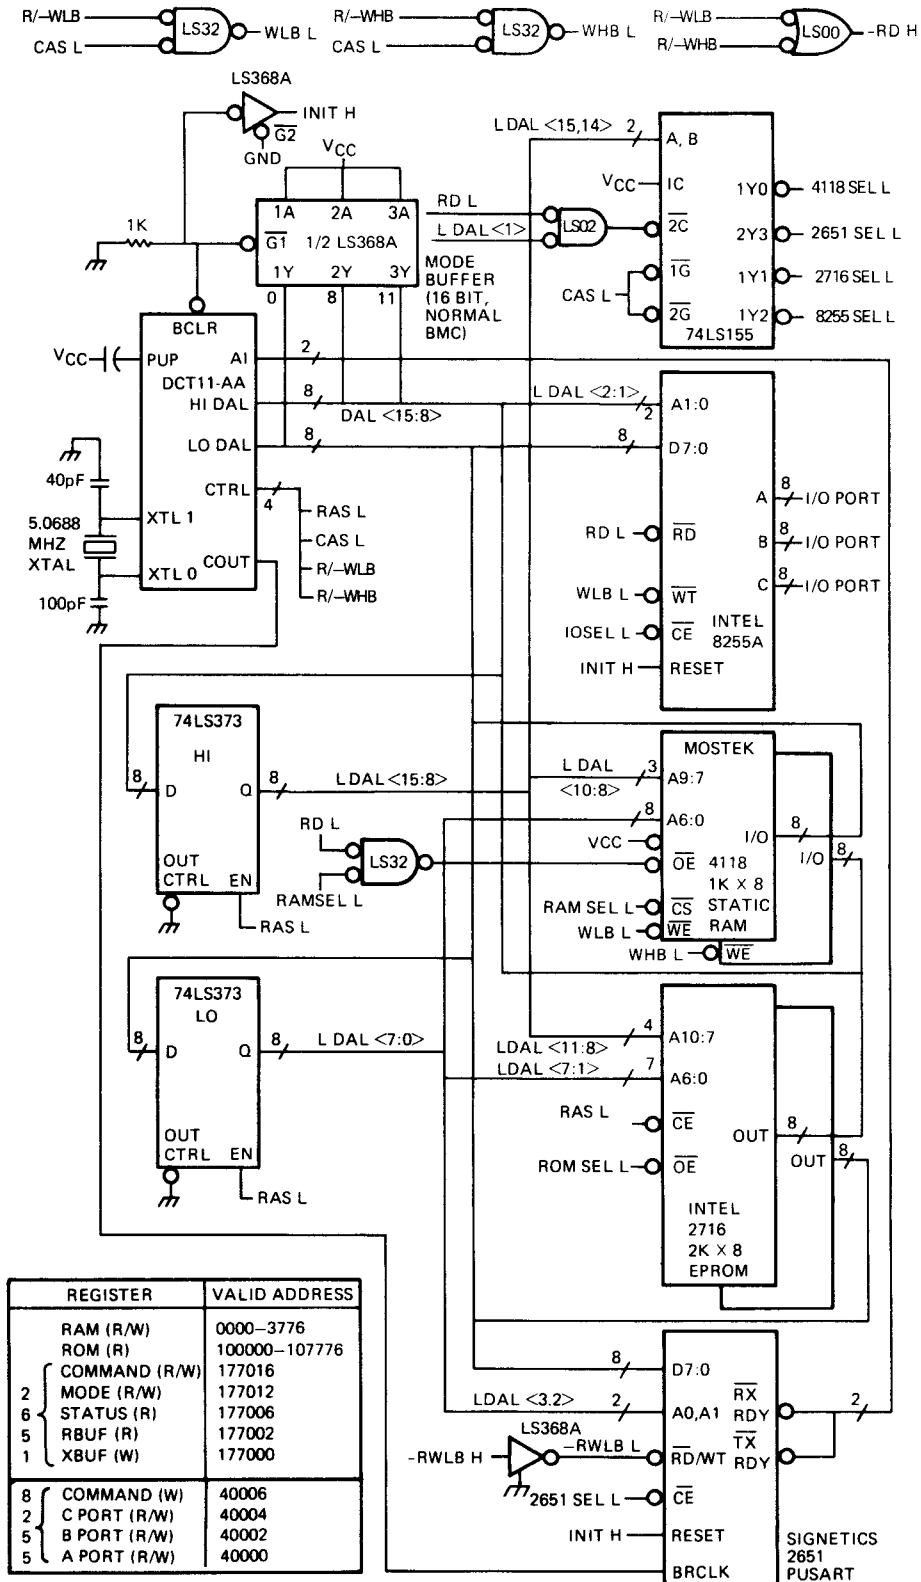 R/-WLB
CAS L
LS32
WLB L
R/-WHB
CAS L
LS32
WHB L
R/-WLB
R/-WHB
LS00
-RD H
LS368A
INIT H
G2
GND
VCC
1A 2A 3A
G1 1/2 LS368A
1Y 2Y 3Y
0 8 11
MODE
BUFFER
(16 BIT,
NORMAL
BMC)
1K
RD L
L DAL<1>
LS02
L DAL <15,14> 2
A, B
VCC
IC
2C
CAS L
1G
2G
1Y0
4118 SEL L
2Y3
2651 SEL L
1Y1
2716 SEL L
1Y2
8255 SEL L
74LS155
BCLR
VCC
PUP
AI
2
DCT11-AA
HI DAL
8
DAL <15:8>
LO DAL
8
CTRL
4
RAS L
CAS L
R/-WLB
R/-WHB
XTL 1
COUT
XTL 0
40pF
5.0688
MHZ
XTAL
100pF
L DAL <2:1>
2
A1:0
8
D7:0
A
8
I/O PORT
B
8
I/O PORT
C
8
I/O PORT
RD L
RD
WLB L
WT
IOSEL L
CE
INIT H
RESET
INTEL
8255A
74LS373
HI
8
D
Q
8
L DAL <15:8>
OUT
CTRL
EN
RAS L
RD L
RAMSEL L
LS32
MOSTEK
L DAL
<10:8>
3
A9:7
8
A6:0
VCC
OE
I/O
8
I/O
8
4118
1K X 8
STATIC
RAM
RAM SEL L
CS
WLB L
WE
WHB L
WE
74LS373
LO
8
D
Q
8
L DAL <7:0>
OUT
CTRL
EN
RAS L
4
LDAL <11:8>
A10:7
LDAL <7:1>
7
A6:0
RAS L
CE
ROM SEL L
OE
OUT
8
OUT
8
INTEL
2716
2K X 8
EPROM
REGISTER VALID ADDRESS
RAM (R/W) 0000–3776
ROM (R) 100000–107776
COMMAND (R/W) 177016
2 MODE (R/W) 177012
6 STATUS (R) 177006
5 RBUF (R) 177002
1 XBUF (W) 177000
8 COMMAND (W) 40006
2 C PORT (R/W) 40004
5 B PORT (R/W) 40002
5 A PORT (R/W) 40000
8
D7:0
LDAL <3.2>
2
A0,A1
RX
RDY
2
TX
RDY
LS368A
-RWLB H
-RWLB L
RD/WT
2651 SEL L
CE
INIT H
RESET
BRCLK
SIGNETICS
2651
PUSART